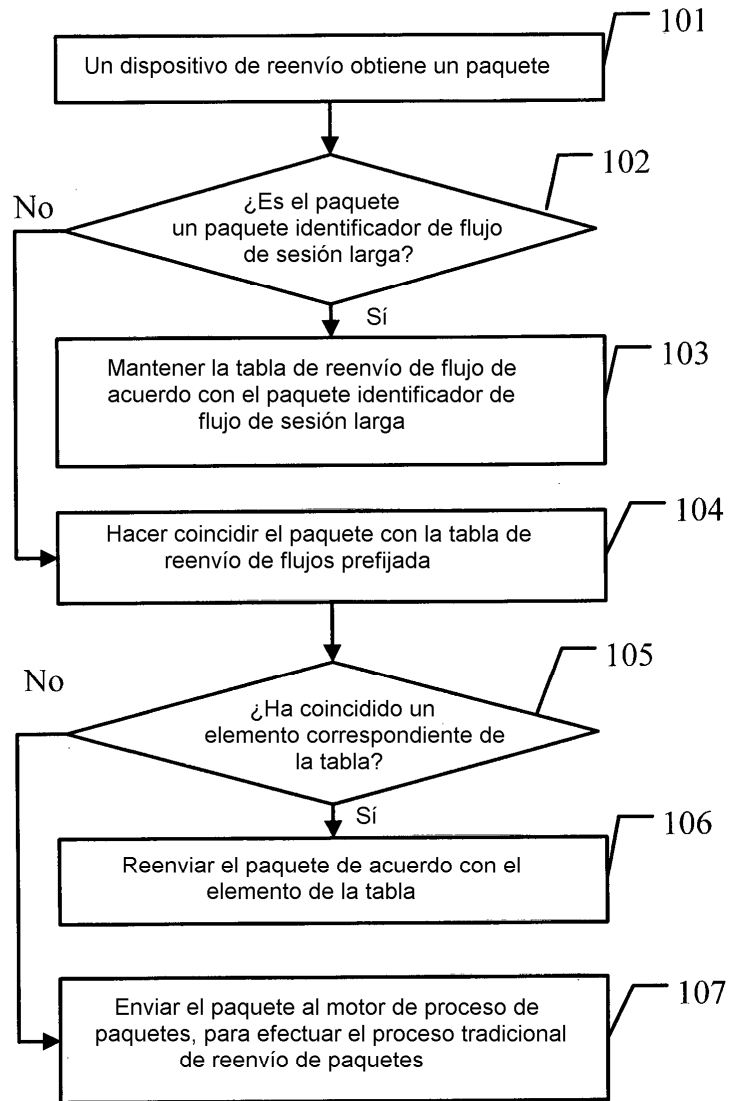 101
Un dispositivo de reenvío obtiene un paquete
102
No
¿Es el paquete
un paquete identificador de flujo
de sesión larga?
Sí
103
Mantener la tabla de reenvío de flujo de
acuerdo con el paquete identificador de
flujo de sesión larga
104
Hacer coincidir el paquete con la tabla de
reenvío de flujos prefijada
105
No
¿Ha coincidido un
elemento correspondiente de
la tabla?
Sí
106
Reenviar el paquete de acuerdo con el
elemento de la tabla
107
Enviar el paquete al motor de proceso de
paquetes, para efectuar el proceso tradicional
de reenvío de paquetes